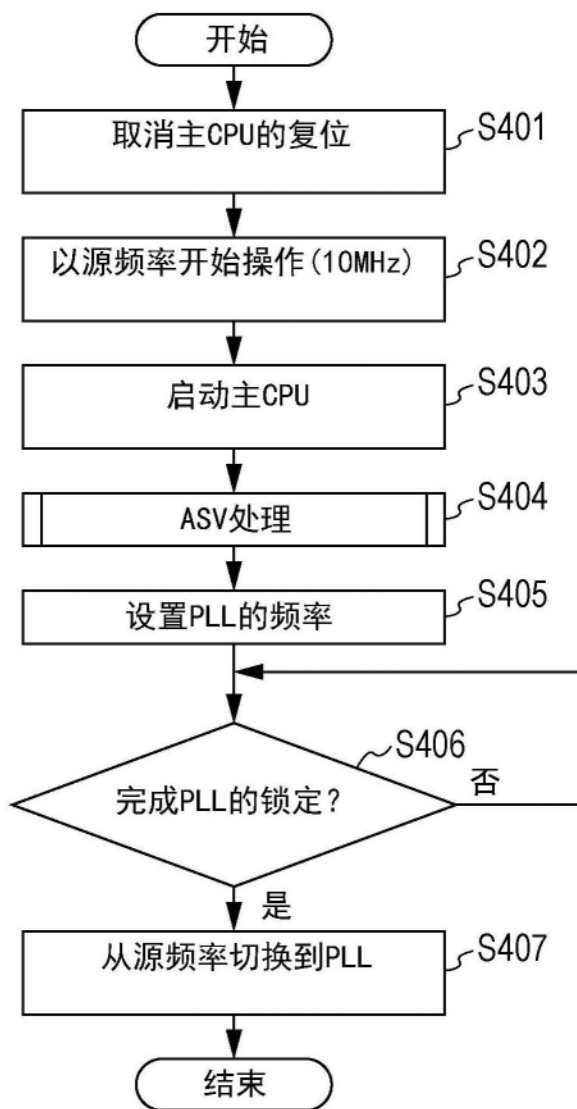 开始
取消主CPU的复位
S401
以源频率开始操作(10MHz)
S402
启动主CPU
S403
ASV处理
S404
设置PLL的频率
S405
S406
完成PLL的锁定?
否
是
从源频率切换到PLL
S407
结束